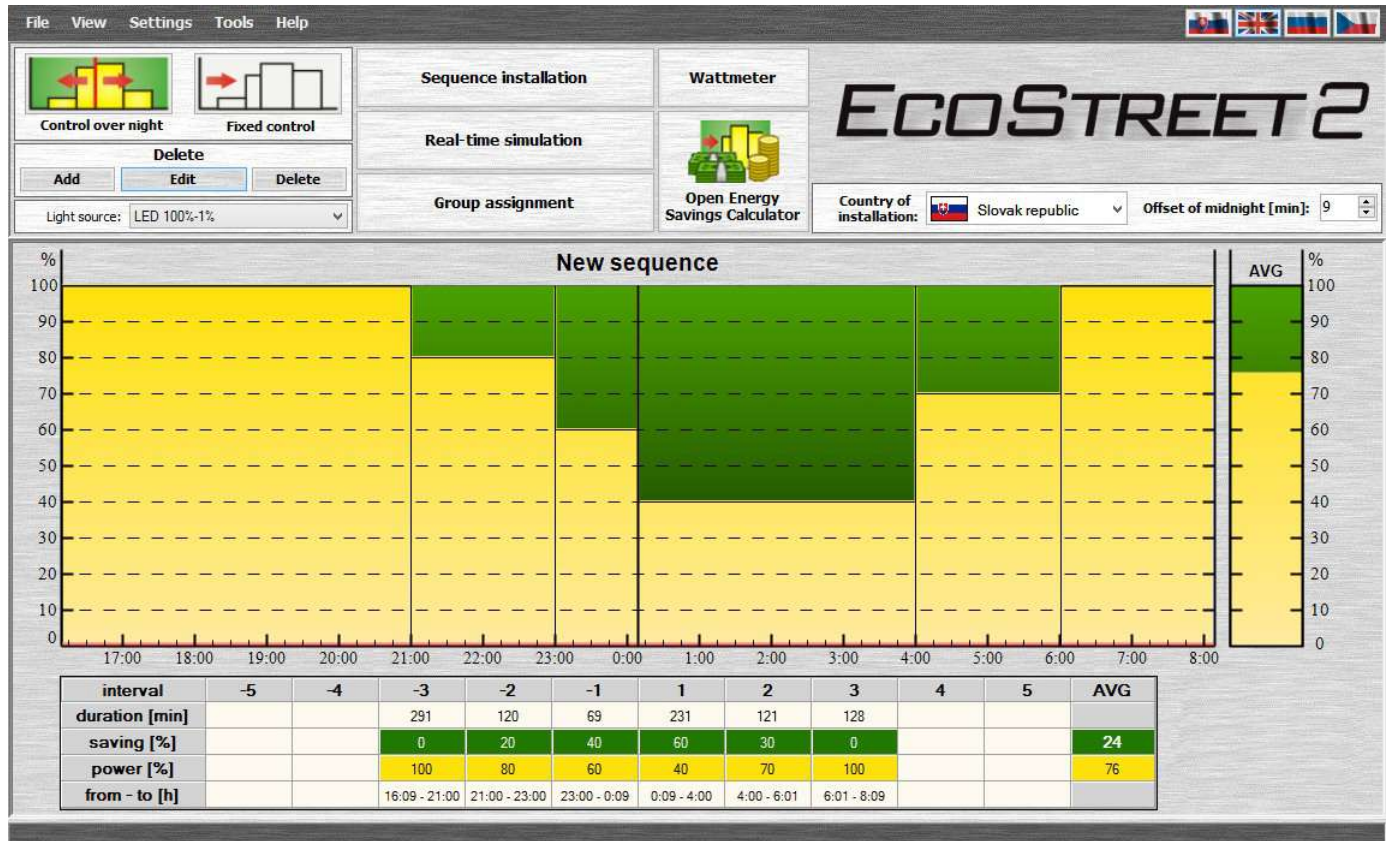 File View Settings Tools Help
Control over night
Fixed control
Delete
Add Edit Delete
Light source: LED 100%-1%
Sequence installation
Real-time simulation
Group assignment
Wattmeter
Open Energy
Savings Calculator
ECOSTREET2
Country of
installation: Slovak republic
Offset of midnight [min]: 9
New sequence
% AVG %
100 100
90 90
80 80
70 70
60 60
50 50
40 40
30 30
20 20
10 10
0 0
17:00 18:00 19:00 20:00 21:00 22:00 23:00 0:00 1:00 2:00 3:00 4:00 5:00 6:00 7:00 8:00
interval -5 -4 -3 -2 -1 1 2 3 4 5 AVG
duration [min] 291 120 69 231 121 128
saving [%] 0 20 40 60 30 0 24
power [%] 100 80 60 40 70 100 76
from - to [h] 16:09 - 21:00 21:00 - 23:00 23:00 - 0:09 0:09 - 4:00 4:00 - 6:01 6:01 - 8:09